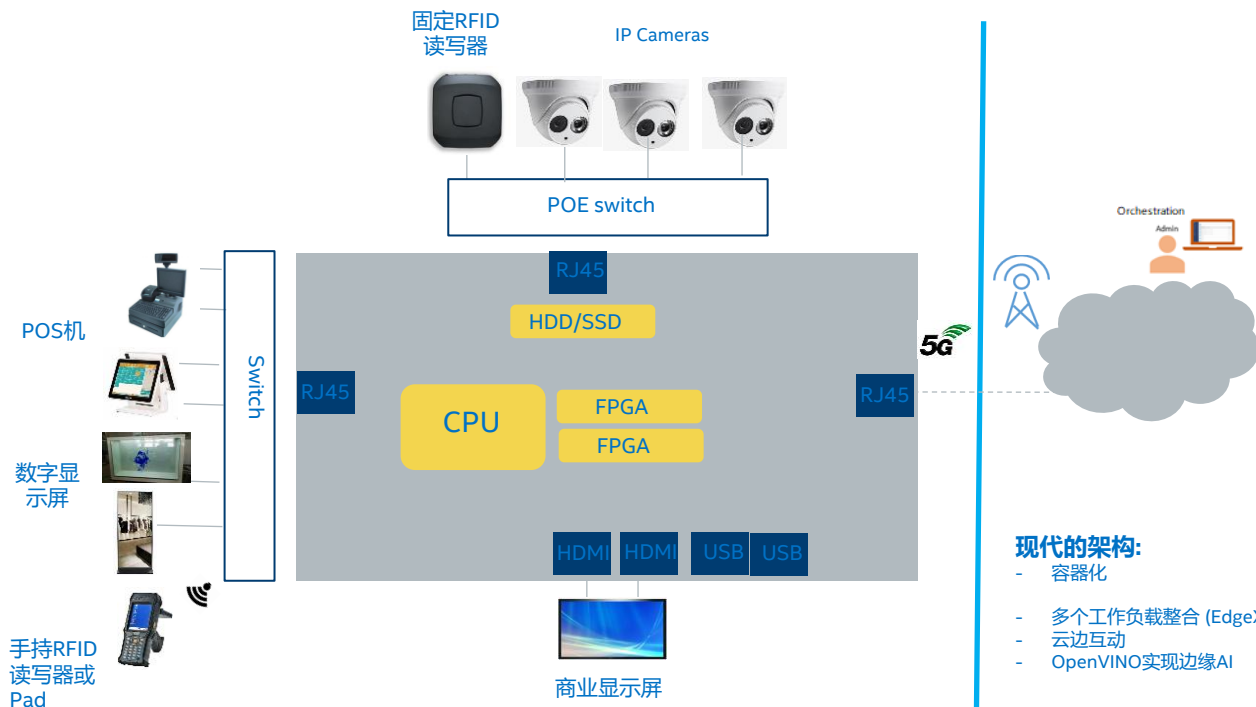 固定RFID
读写器
IP Cameras
POE switch
Orchestration
Admin
RJ45
HDD/SSD
POS机
Switch
5G
RJ45
RJ45
CPU
FPGA
FPGA
数字显
示屏
HDMI
HDMI
USB
USB
现代的架构:
- 容器化
- 多个工作负载整合 (EdgeX
- 云边互动
- OpenVINO实现边缘AI
手持RFID
读写器或
Pad
商业显示屏